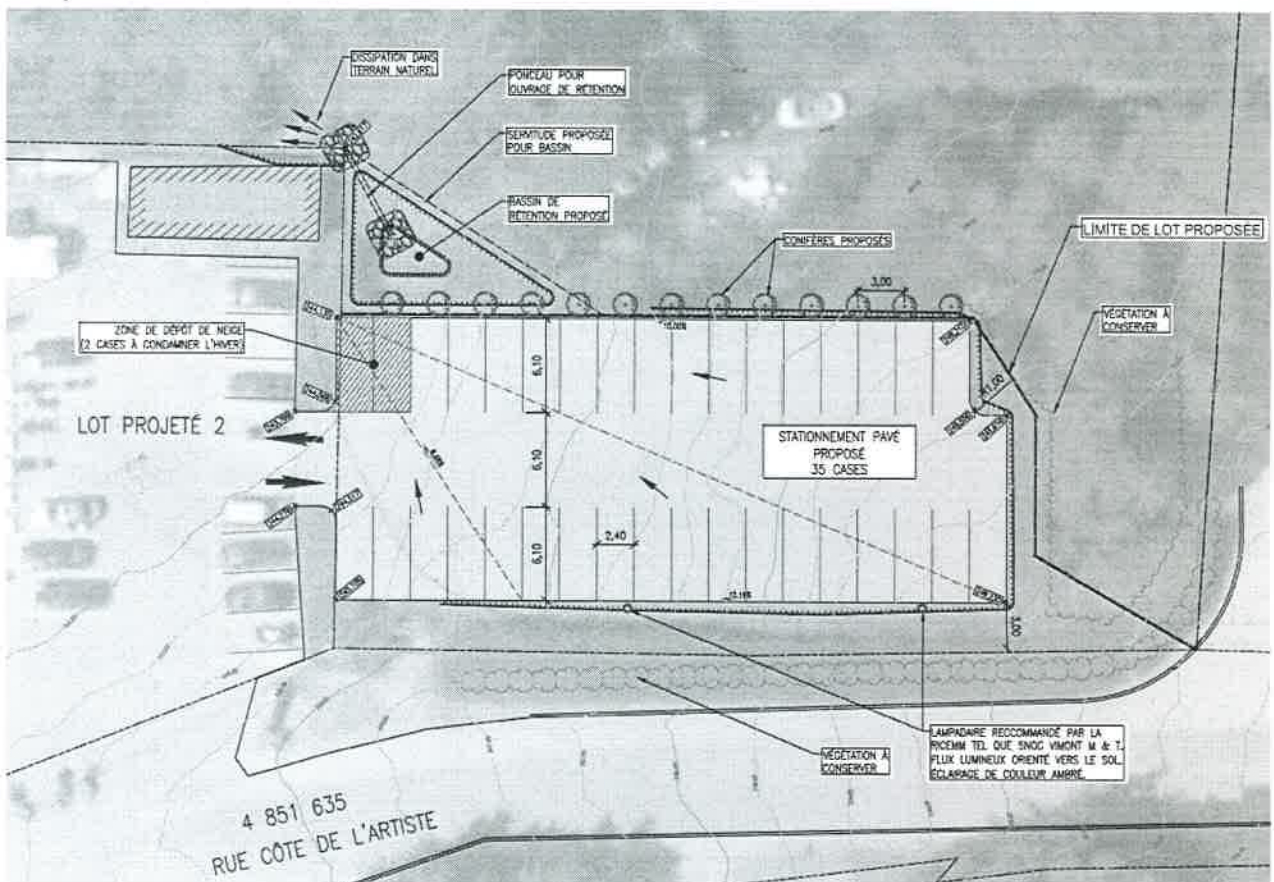 DISSIPATION DANS
TERRAIN NATUREL
PONCEAU POUR
OUVRAGE DE RÉTENTION
SERVITUDE PROPOSÉE
POUR BASSIN
BASSIN DE
RÉTENTION PROPOSÉ
CONIFÈRES PROPOSÉS
LIMITE DE LOT PROPOSÉE
3,00
VÉGÉTATION À
CONSERVER
ZONE DE DÉPÔT DE NEIGE
(2 CASES À CONDAMNER L'HIVER)
6,10
R1,00
LOT PROJETÉ 2
STATIONNEMENT PAVÉ
PROPOSÉ
35 CASES
6,10
2,40
6,10
3,00
VÉGÉTATION À
CONSERVER
LAMPADAIRE RECCOMMANDÉ PAR LA
RICEMM TEL QUE SNOC VIMONT M & T.
FLUX LUMINEUX ORIENTÉ VERS LE SOL.
ÉCLAIRAGE DE COULEUR AMBRÉ.
4 851 635
RUE CÔTE DE L'ARTISTE